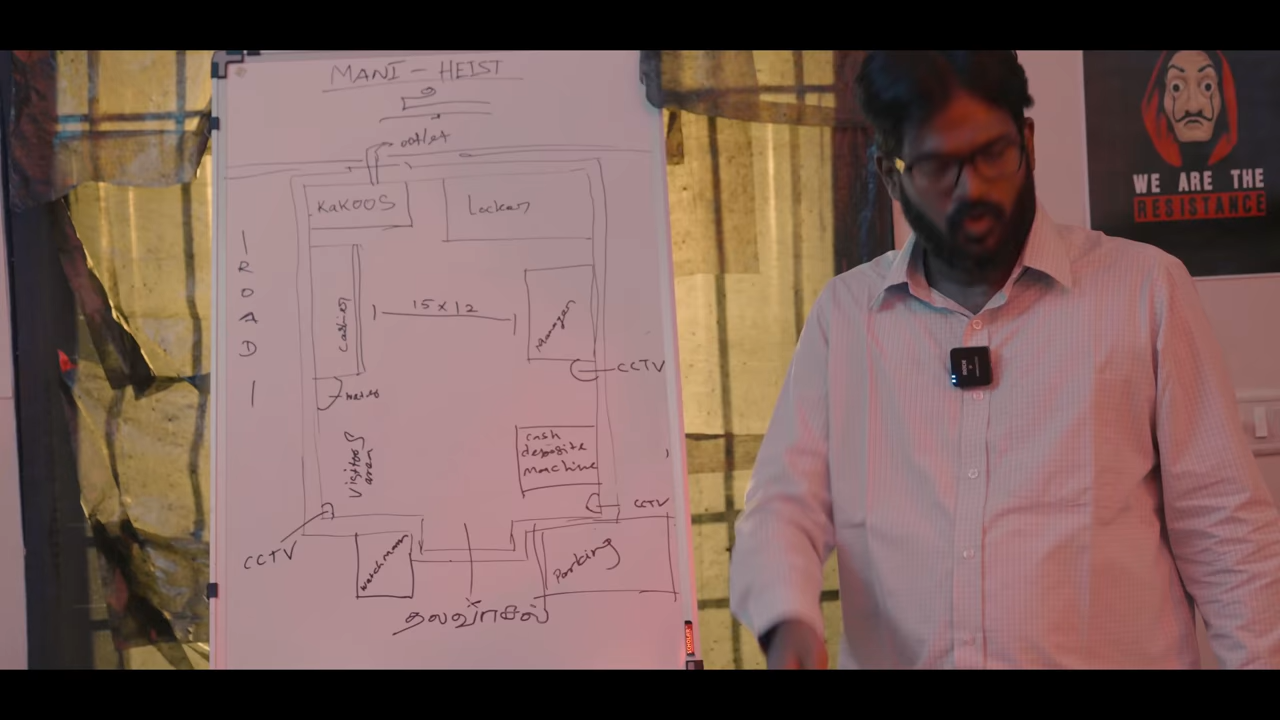 MANI - HEIST
outlet
KaKOOS
Locker
WE ARE THE
RESISTANCE
ROAD
Cashier
15 x 12
Manager
CCTV
Visitors
area
cash
deposite
machine
CCTV
CCTV
watchman
Parking
தலவாசல்